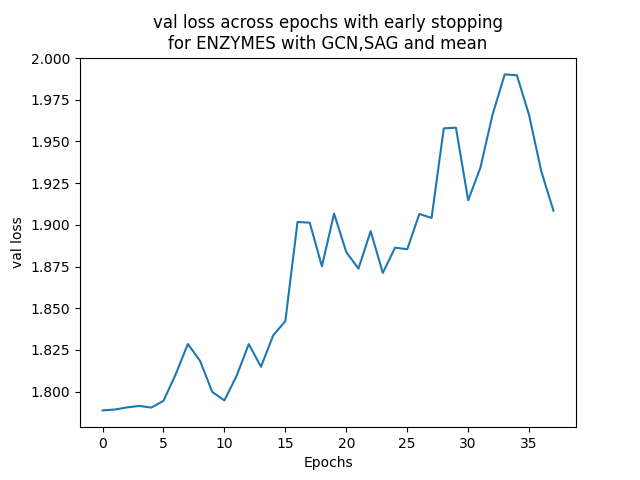 val loss across epochs with early stopping
for ENZYMES with GCN,SAG and mean
2.000
1.975
1.950
1.925
1.900
1.875
1.850
1.825
1.800
val loss
0 5 10 15 20 25 30 35
Epochs